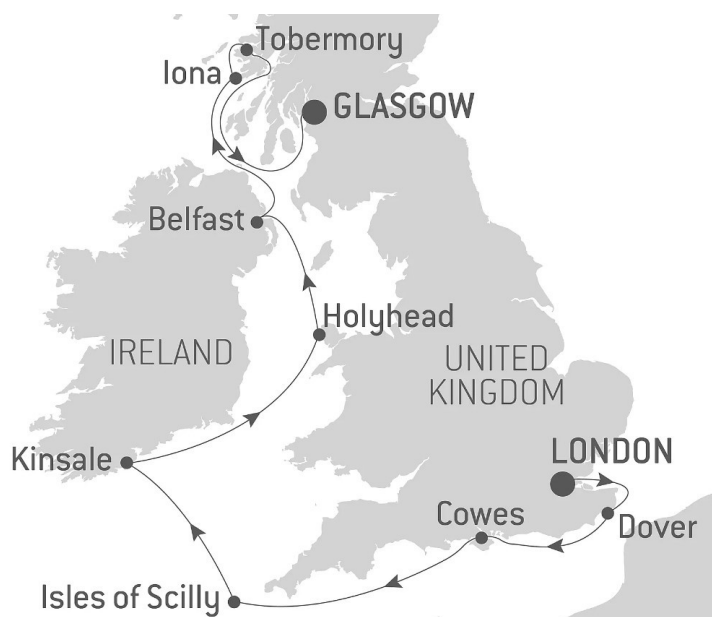 Tobermory
Iona
GLASGOW
Belfast
Holyhead
IRELAND
UNITED
KINGDOM
Kinsale
LONDON
Cowes
Dover
Isles of Scilly